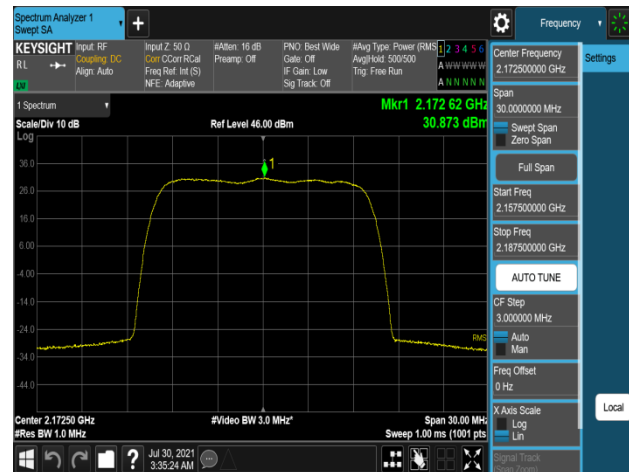 Spectrum Analyzer 1
Swept SA
Frequency
KEYSIGHT
Input: RF
Coupling: DC
Align: Auto
Input Z: 50 Ω
Corr CCorr RCal
Freq Ref: Int (S)
NFE: Adaptive
#Atten: 16 dB
Preamp: Off
PNO: Best Wide
Gate: Off
IF Gain: Low
Sig Track: Off
#Avg Type: Power (RMS
Avg|Hold: 500/500
Trig: Free Run
1 2 3 4 5 6
A W W W W W
A N N N N N
R L
LXI
1 Spectrum
Scale/Div 10 dB
Log
Ref Level 46.00 dBm
Mkr1 2.172 62 GHz
30.873 dBm
1
36.0
26.0
16.0
6.00
-4.00
-14.0
-24.0
-34.0
-44.0
RMS
Center 2.17250 GHz
#Res BW 1.0 MHz
#Video BW 3.0 MHz*
Span 30.00 MHz
Sweep 1.00 ms (1001 pts
?
Jul 30, 2021
3:35:24 AM
Center Frequency
2.172500000 GHz
Span
30.0000000 MHz
Swept Span
Zero Span
Full Span
Start Freq
2.157500000 GHz
Stop Freq
2.187500000 GHz
AUTO TUNE
CF Step
3.000000 MHz
Auto
Man
Freq Offset
0 Hz
X Axis Scale
Log
Lin
Signal Track
(Span Zoom)
Settings
Local